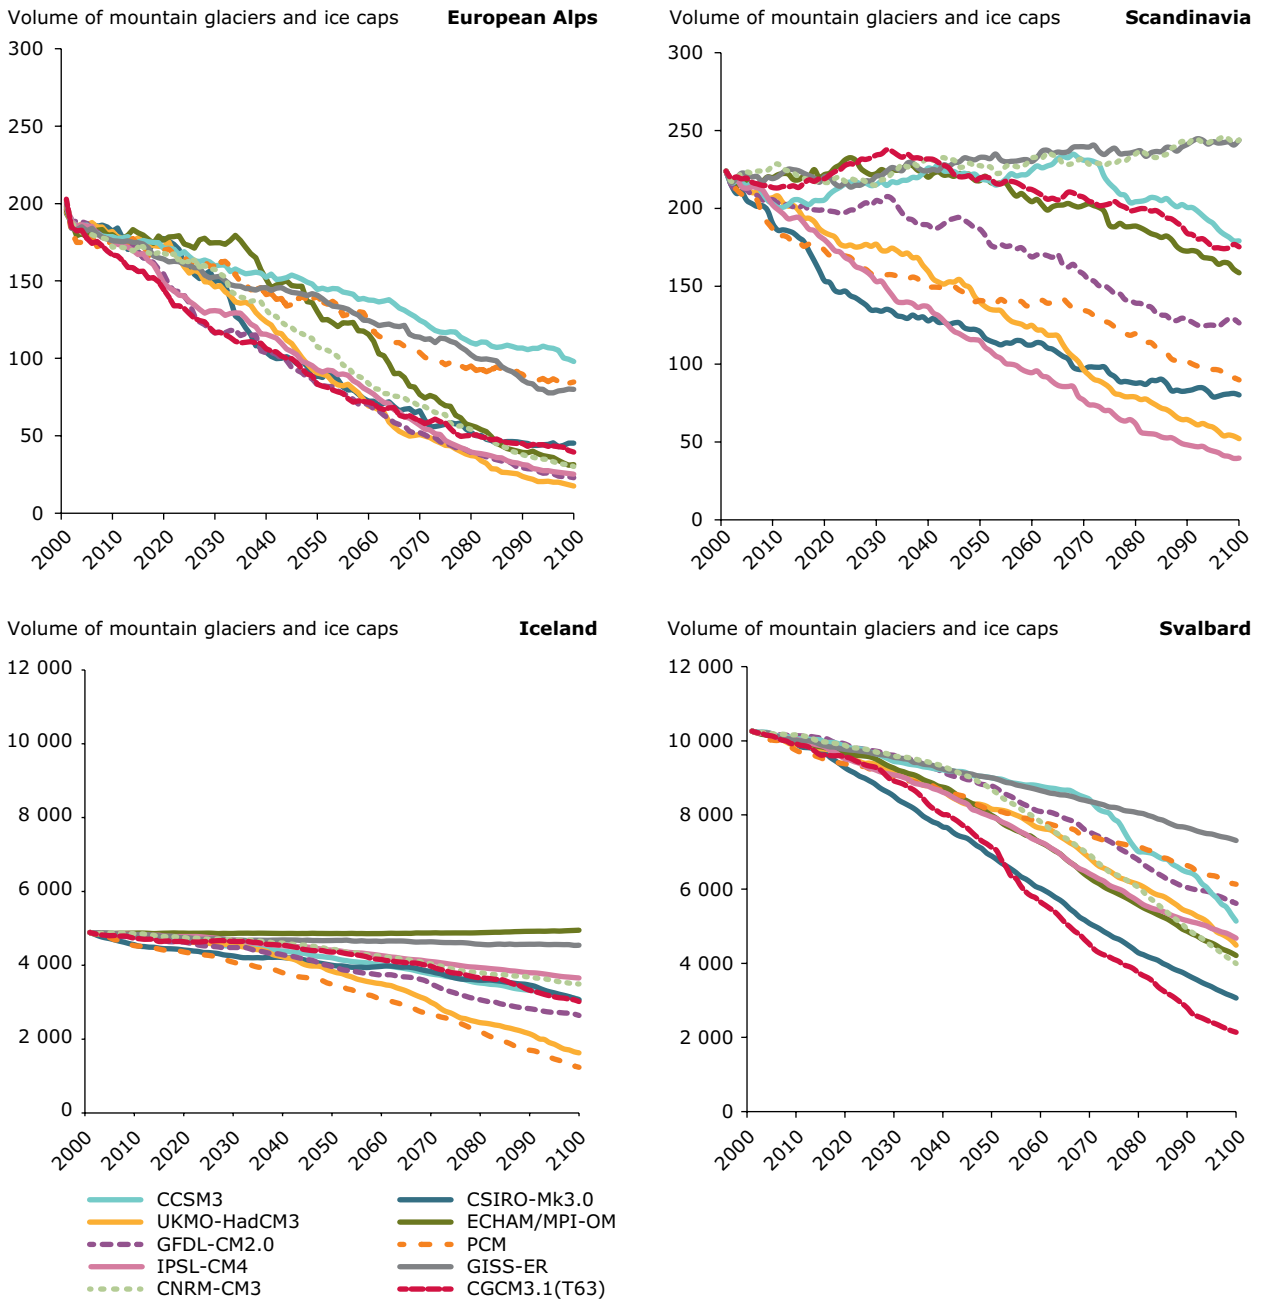 Volume of mountain glaciers and ice caps European Alps
300
250
200
150
100
50
0
2000 2010 2020 2030 2040 2050 2060 2070 2080 2090 2100
Volume of mountain glaciers and ice caps Scandinavia
300
250
200
150
100
50
0
2000 2010 2020 2030 2040 2050 2060 2070 2080 2090 2100
Volume of mountain glaciers and ice caps Iceland
12 000
10 000
8 000
6 000
4 000
2 000
0
2000 2010 2020 2030 2040 2050 2060 2070 2080 2090 2100
Volume of mountain glaciers and ice caps Svalbard
12 000
10 000
8 000
6 000
4 000
2 000
0
2000 2010 2020 2030 2040 2050 2060 2070 2080 2090 2100
CCSM3
UKMO-HadCM3
GFDL-CM2.0
IPSL-CM4
CNRM-CM3
CSIRO-Mk3.0
ECHAM/MPI-OM
PCM
GISS-ER
CGCM3.1(T63)